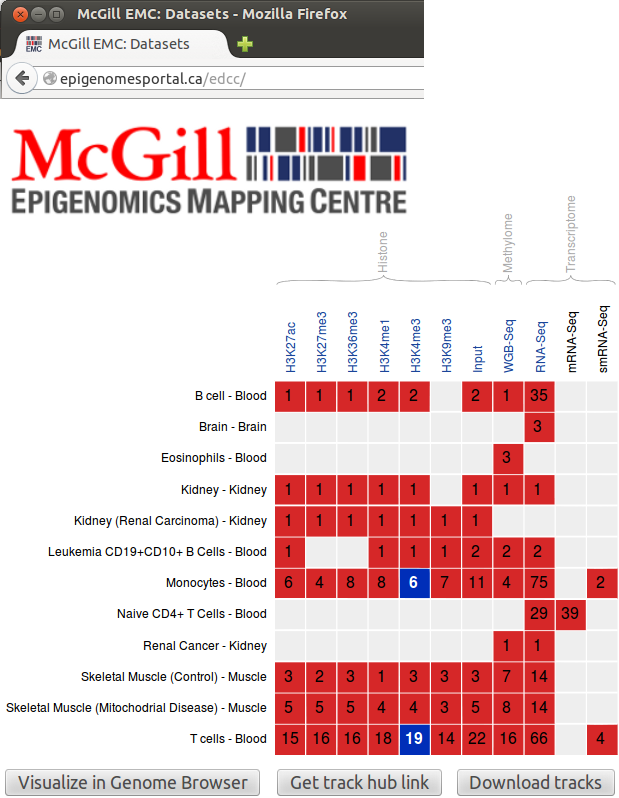 McGill EMC: Datasets - Mozilla Firefox
EMC McGill EMC: Datasets
epigenomesportal.ca/edcc/
McGill
EPIGENOMICS MAPPING CENTRE
Histone Methylome Transcriptome
H3K27ac H3K27me3 H3K36me3 H3K4me1 H3K4me3 H3K9me3 Input WGB-Seq RNA-Seq mRNA-Seq smRNA-Seq
B cell - Blood 1 1 1 2 2 2 1 35
Brain - Brain 3
Eosinophils - Blood 3
Kidney - Kidney 1 1 1 1 1 1 1 1
Kidney (Renal Carcinoma) - Kidney 1 1 1 1 1 1 1
Leukemia CD19+CD10+ B Cells - Blood 1 1 1 1 2 2 2
Monocytes - Blood 6 4 8 8 6 7 11 4 75 2
Naive CD4+ T Cells - Blood 29 39
Renal Cancer - Kidney 1 1
Skeletal Muscle (Control) - Muscle 3 2 3 1 3 3 3 7 14
Skeletal Muscle (Mitochodrial Disease) - Muscle 5 5 5 4 4 3 5 8 14
T cells - Blood 15 16 16 18 19 14 22 16 66 4
Visualize in Genome Browser Get track hub link Download tracks